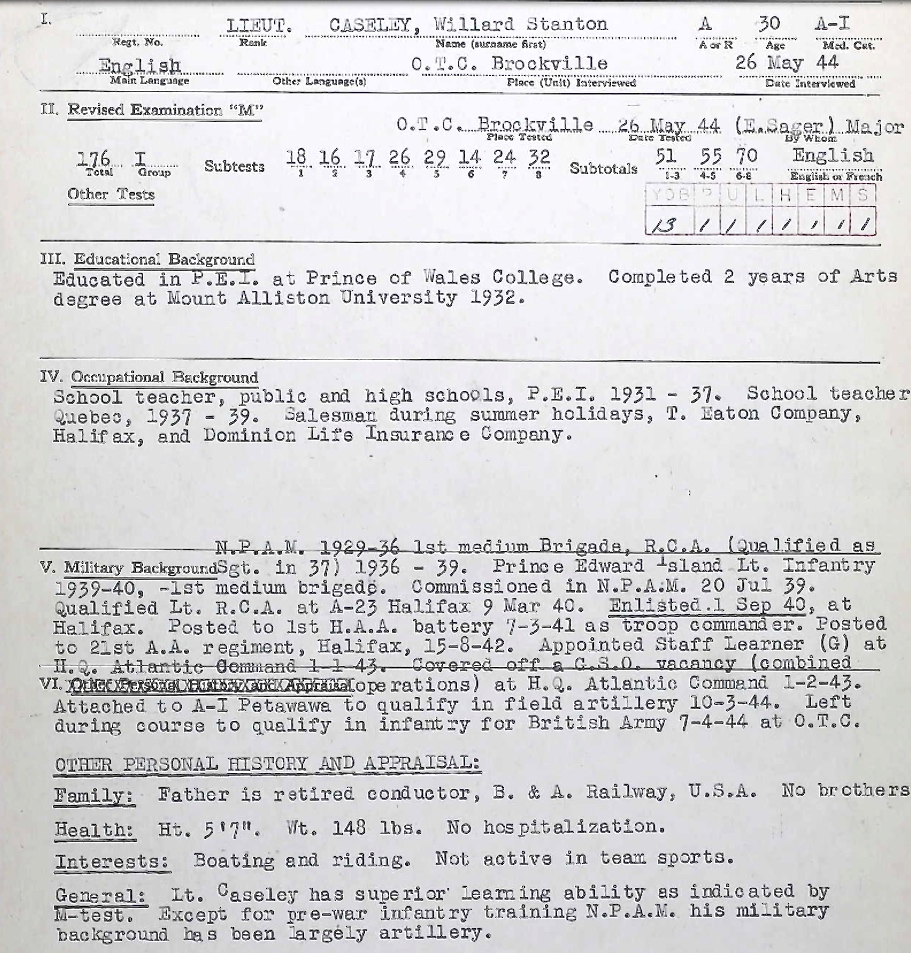 I. LIEUT. CASELEY, Willard Stanton A 30 A-I
Regt. No. Rank Name (surname first) A or R Age Med. Cat.
English O.T.C. Brockville 26 May 44
Main Language Other Language(s) Place (Unit) Interviewed Date Interviewed
II. Revised Examination "M"
O.T.C. Brockville 26 May 44 (E.Sager) Major
Place Tested Date Tested By Whom
176 I Subtests 18 16 17 26 29 14 24 32 Subtotals 51 55 70 English
Total Group 1 2 3 4 5 6 7 8 1-3 4-5 6-8 English or French
Other Tests YOB P U L H E M S
13 1 1 1 1 1 1 1
III. Educational Background
Educated in P.E.I. at Prince of Wales College. Completed 2 years of Arts
degree at Mount Alliston University 1932.
IV. Occupational Background
School teacher, public and high schools, P.E.I. 1931 - 37. School teacher
Quebec, 1937 - 39. Salesman during summer holidays, T. Eaton Company,
Halifax, and Dominion Life Insurance Company.
N.P.A.M. 1929-36 1st medium Brigade, R.C.A. (Qualified as
V. Military Background Sgt. in 37) 1936 - 39. Prince Edward Island Lt. Infantry
1939-40, -1st medium brigade. Commissioned in N.P.A.M. 20 Jul 39.
Qualified Lt. R.C.A. at A-23 Halifax 9 Mar 40. Enlisted.1 Sep 40, at
Halifax. Posted to 1st H.A.A. battery 7-3-41 as troop commander. Posted
to 21st A.A. regiment, Halifax, 15-8-42. Appointed Staff Learner (G) at
H.Q. Atlantic Command 1-1-43. Covered off a G.S.O. vacancy (combined
VI. Other Personal History and Appraisal operations) at H.Q. Atlantic Command 1-2-43.
Attached to A-I Petawawa to qualify in field artillery 10-3-44. Left
during course to qualify in infantry for British Army 7-4-44 at O.T.C.
OTHER PERSONAL HISTORY AND APPRAISAL:
Family: Father is retired conductor, B. & A. Railway, U.S.A. No brothers
Health: Ht. 5'7". Wt. 148 lbs. No hospitalization.
Interests: Boating and riding. Not active in team sports.
General: Lt. Caseley has superior learning ability as indicated by
M-test. Except for pre-war infantry training N.P.A.M. his military
background has been largely artillery.